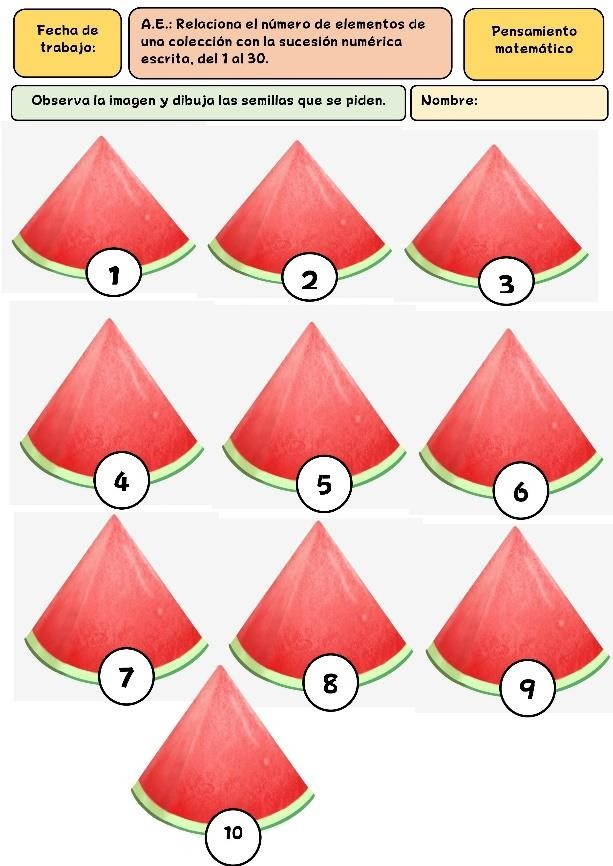 Fecha de
trabajo:
A.E.: Relaciona el número de elementos de
una colección con la sucesión numérica
escrita, del 1 al 30.
Pensamiento
matemático
Observa la imagen y dibuja las semillas que se piden.
Nombre:
1
2
3
4
5
6
7
8
9
10